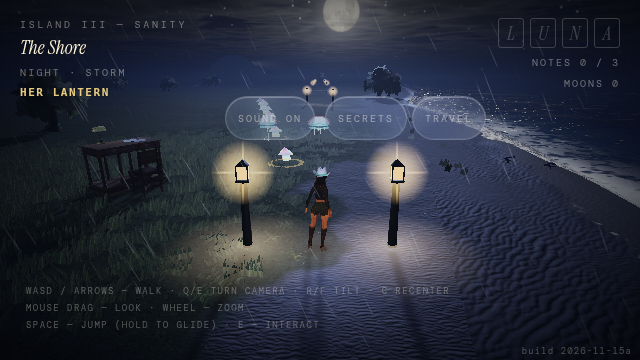 ISLAND III — SANITY
The Shore
NIGHT · STORM
HER LANTERN
L U N A
NOTES 0 / 3
MOONS 0
SOUND ON
SECRETS
TRAVEL
WASD / ARROWS — WALK · Q/E TURN CAMERA · R/F TILT · C RECENTER
MOUSE DRAG — LOOK · WHEEL — ZOOM
SPACE — JUMP (HOLD TO GLIDE) · E — INTERACT
build 2026-11-15a